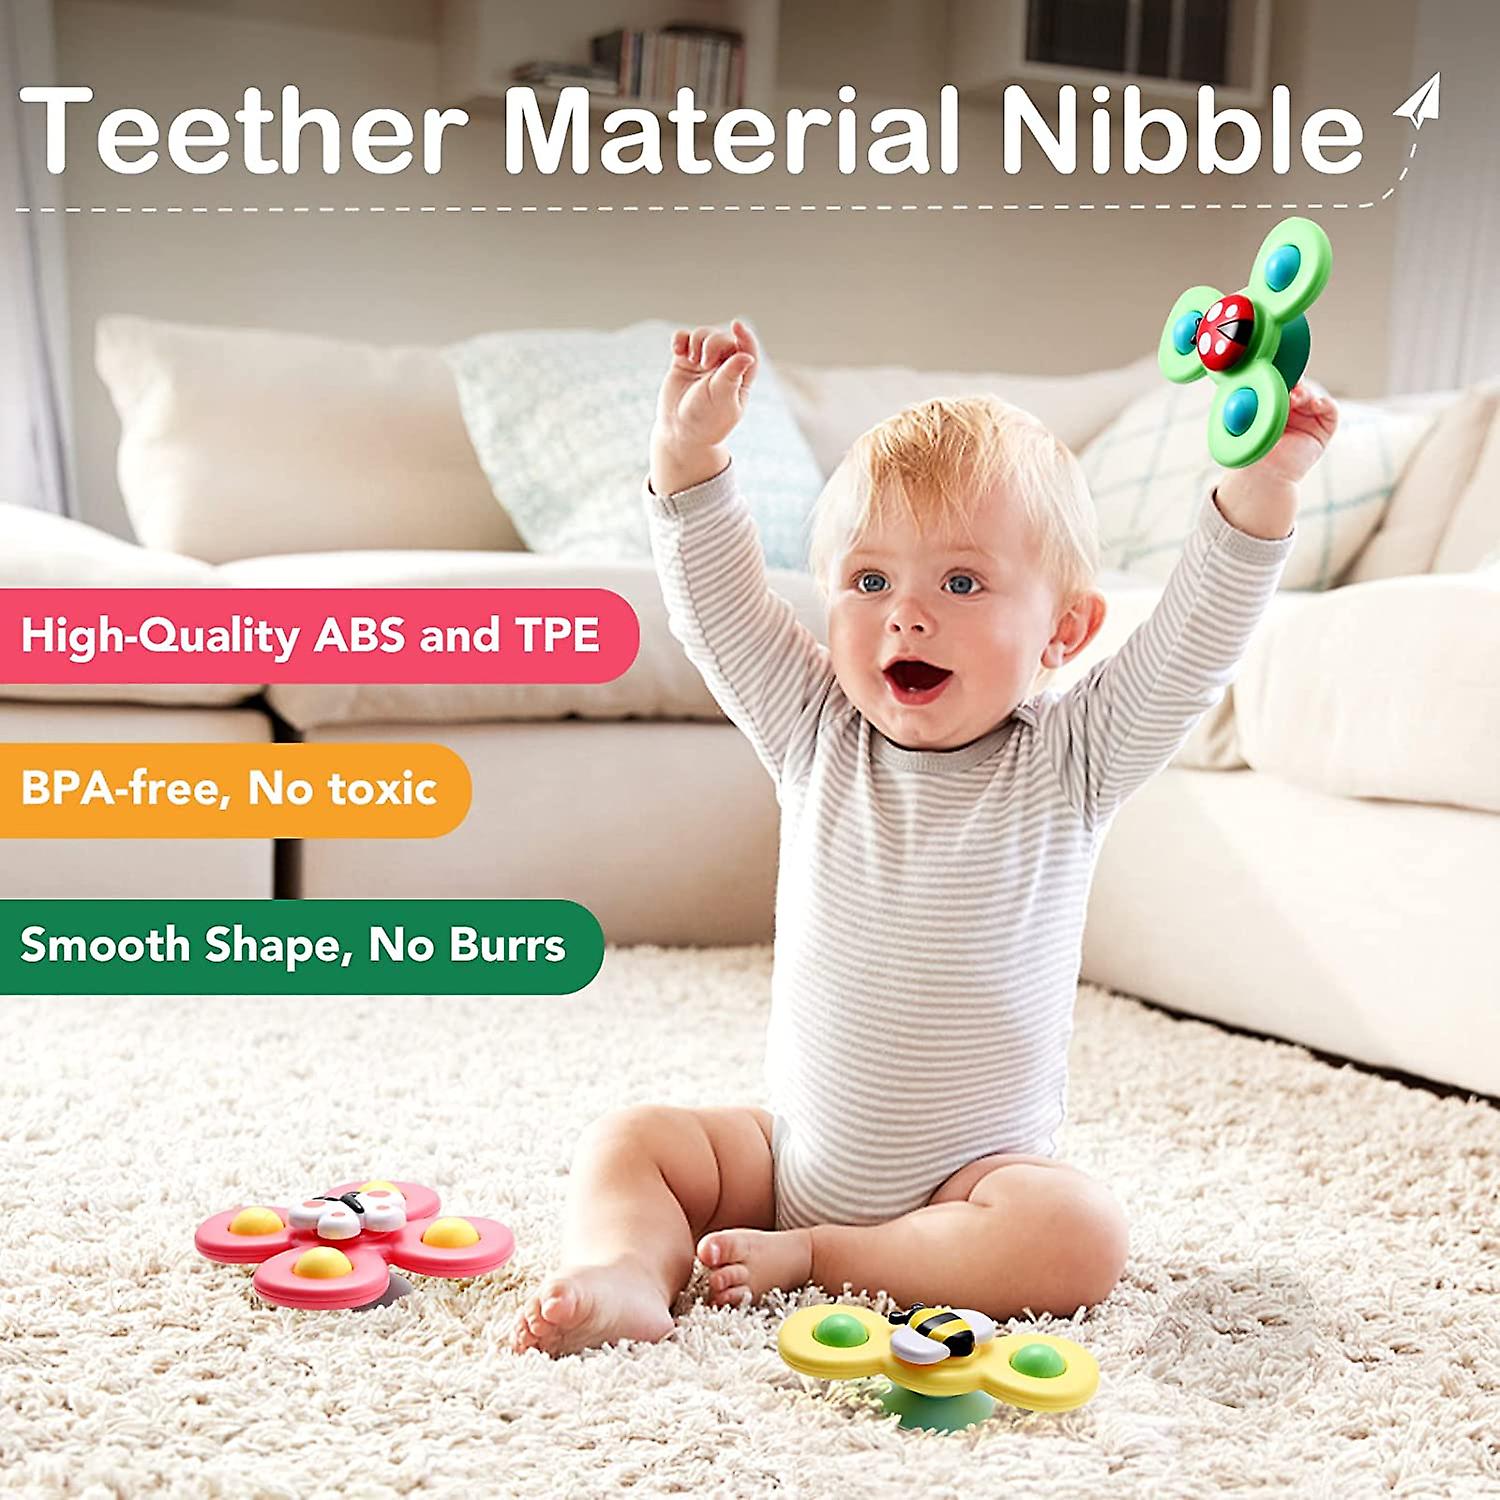 Teether Material Nibble
High-Quality ABS and TPE
BPA-free, No toxic
Smooth Shape, No Burrs